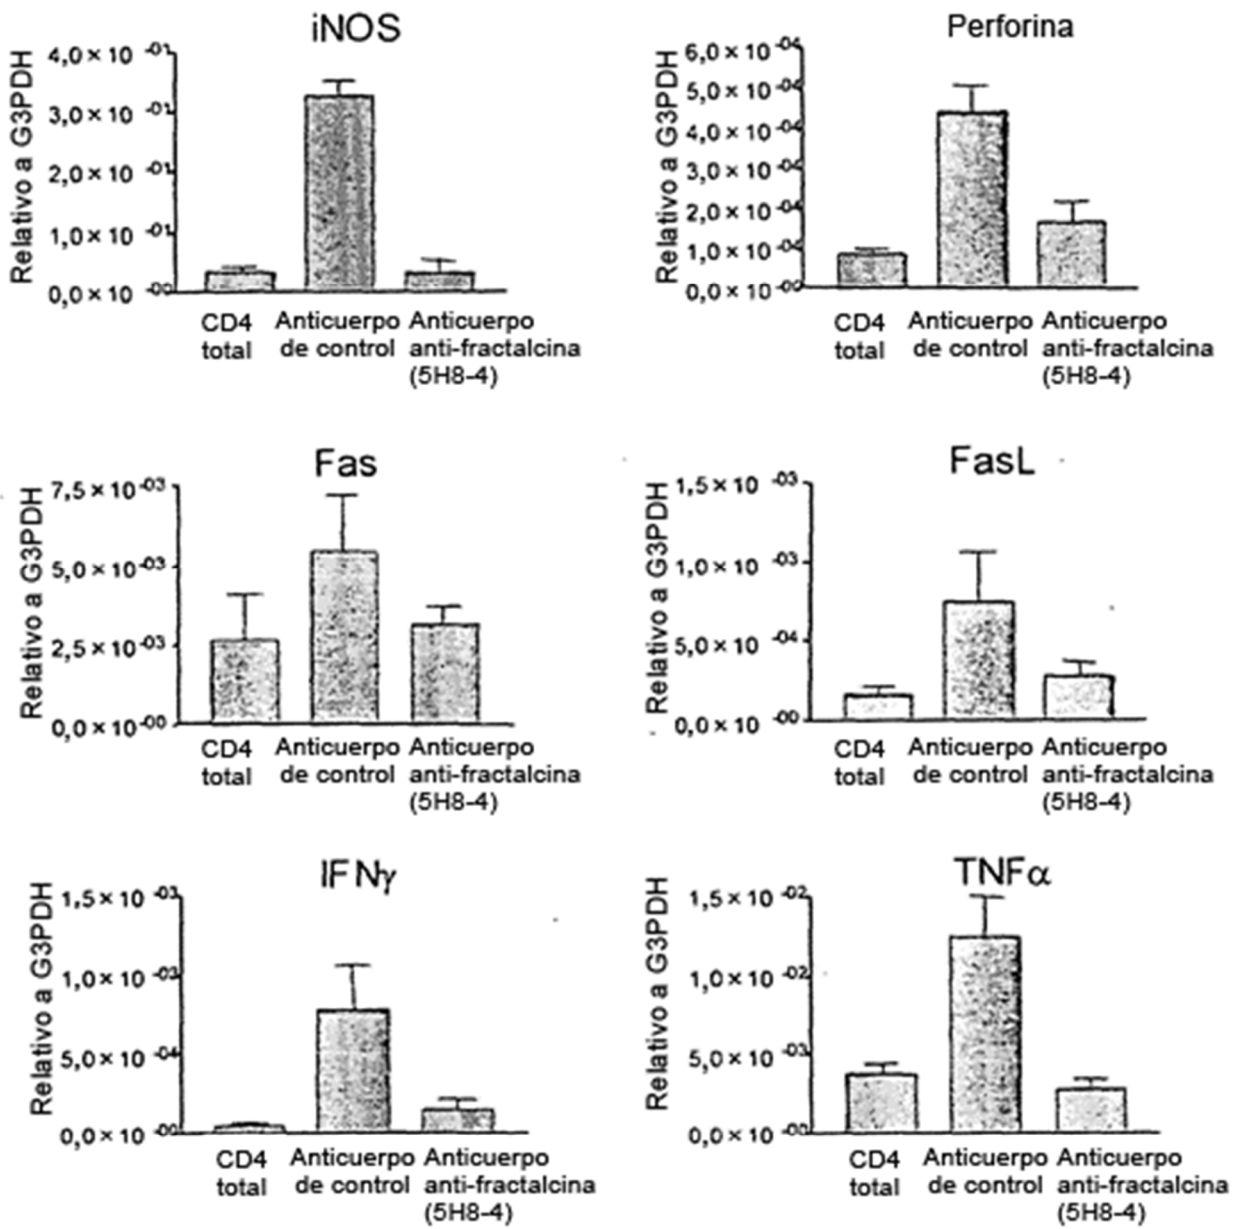 iNOS
Relativo a G3PDH
4,0 × 10 -01
3,0 × 10 -01
2,0 × 10 -01
1,0 × 10 -01
0,0 × 10 -00
CD4 total
Anticuerpo de control
Anticuerpo anti-fractalcina (5H8-4)
Perforina
Relativo a G3PDH
6,0 × 10 -04
5,0 × 10 -04
4,0 × 10 -04
3,0 × 10 -04
2,0 × 10 -04
1,0 × 10 -04
0,0 × 10 -00
CD4 total
Anticuerpo de control
Anticuerpo anti-fractalcina (5H8-4)
Fas
Relativo a G3PDH
7,5 × 10 -03
5,0 × 10 -03
2,5 × 10 -03
0,0 × 10 -00
CD4 total
Anticuerpo de control
Anticuerpo anti-fractalcina (5H8-4)
FasL
Relativo a G3PDH
1,5 × 10 -03
1,0 × 10 -03
5,0 × 10 -04
0,0 × 10 -00
CD4 total
Anticuerpo de control
Anticuerpo anti-fractalcina (5H8-4)
IFNγ
Relativo a G3PDH
1,5 × 10 -03
1,0 × 10 -03
5,0 × 10 -04
0,0 × 10 -00
CD4 total
Anticuerpo de control
Anticuerpo anti-fractalcina (5H8-4)
TNFα
Relativo a G3PDH
1,5 × 10 -02
1,0 × 10 -02
5,0 × 10 -03
0,0 × 10 -00
CD4 total
Anticuerpo de control
Anticuerpo anti-fractalcina (5H8-4)